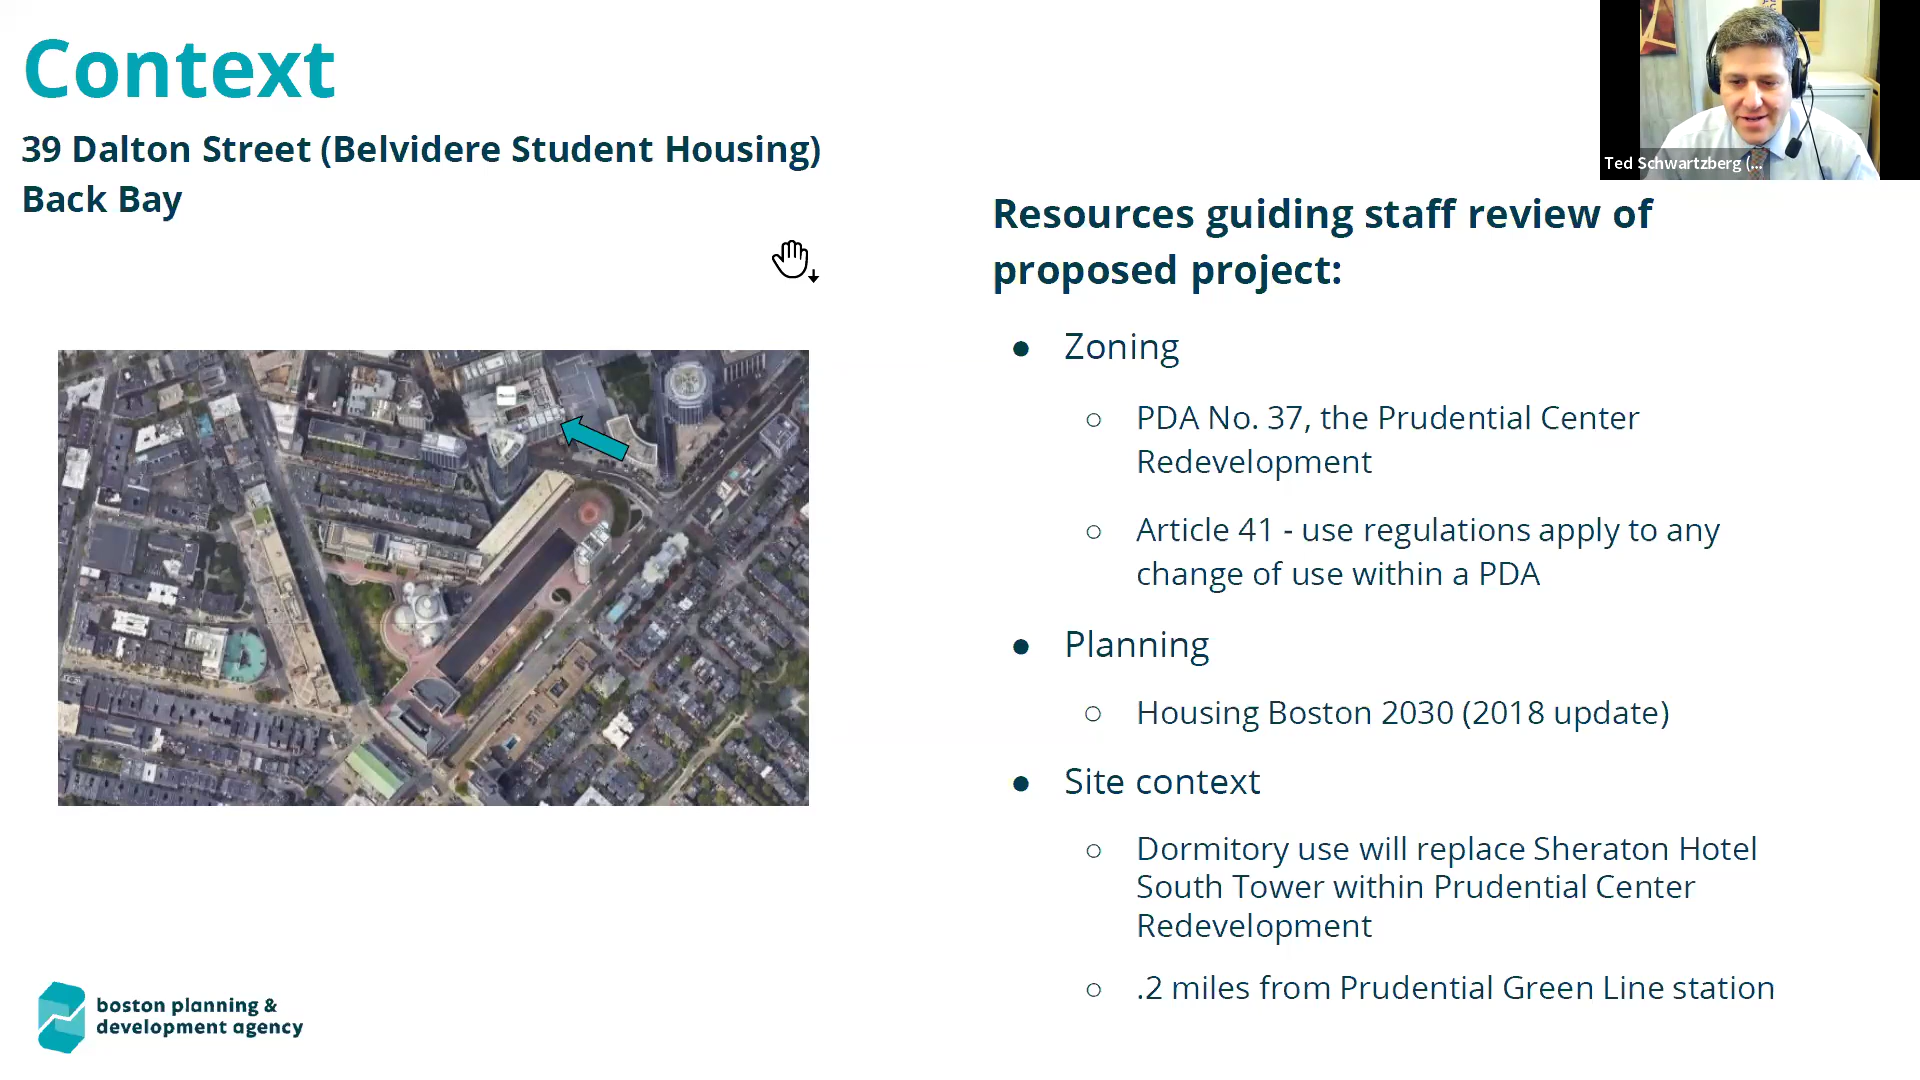 Context
39 Dalton Street (Belvidere Student Housing)
Back Bay
Ted Schwartzberg (...
Resources guiding staff review of
proposed project:
● Zoning
○ PDA No. 37, the Prudential Center
Redevelopment
○ Article 41 - use regulations apply to any
change of use within a PDA
● Planning
○ Housing Boston 2030 (2018 update)
● Site context
○ Dormitory use will replace Sheraton Hotel
South Tower within Prudential Center
Redevelopment
○ .2 miles from Prudential Green Line station
boston planning &
development agency